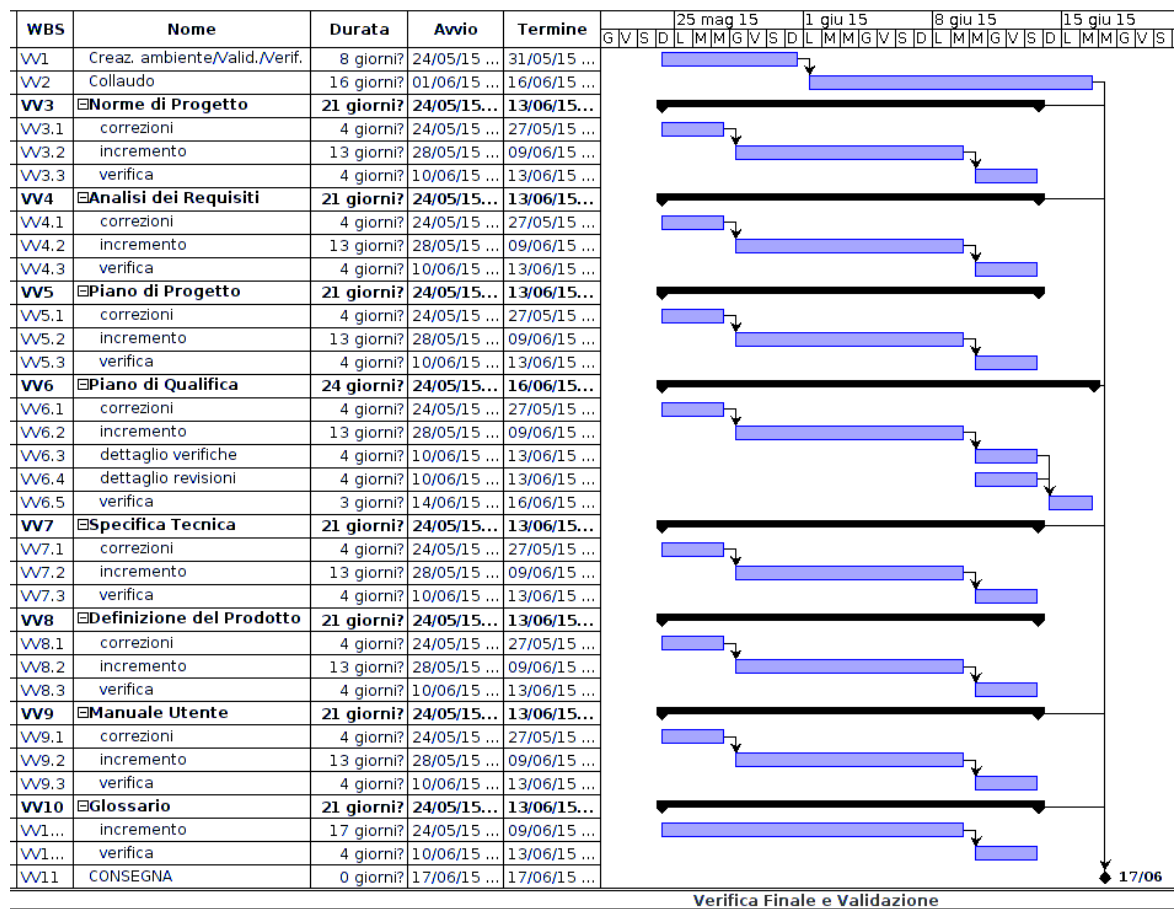 25 mag 15 1 giu 15 8 giu 15 15 giu 15
WBS Nome Durata Avvio Termine
G V S D L M M G V S D L M M G V S D L M M G V S D L M M G V S
VV1 Creaz. ambiente/Valid./Verif. 8 giorni? 24/05/15 ... 31/05/15 ...
VV2 Collaudo 16 giorni? 01/06/15 ... 16/06/15 ...
VV3 Norme di Progetto 21 giorni? 24/05/15... 13/06/15...
VV3.1 correzioni 4 giorni? 24/05/15 ... 27/05/15 ...
VV3.2 incremento 13 giorni? 28/05/15 ... 09/06/15 ...
VV3.3 verifica 4 giorni? 10/06/15 ... 13/06/15 ...
VV4 Analisi dei Requisiti 21 giorni? 24/05/15... 13/06/15...
VV4.1 correzioni 4 giorni? 24/05/15 ... 27/05/15 ...
VV4.2 incremento 13 giorni? 28/05/15 ... 09/06/15 ...
VV4.3 verifica 4 giorni? 10/06/15 ... 13/06/15 ...
VV5 Piano di Progetto 21 giorni? 24/05/15... 13/06/15...
VV5.1 correzioni 4 giorni? 24/05/15 ... 27/05/15 ...
VV5.2 incremento 13 giorni? 28/05/15 ... 09/06/15 ...
VV5.3 verifica 4 giorni? 10/06/15 ... 13/06/15 ...
VV6 Piano di Qualifica 24 giorni? 24/05/15... 16/06/15...
VV6.1 correzioni 4 giorni? 24/05/15 ... 27/05/15 ...
VV6.2 incremento 13 giorni? 28/05/15 ... 09/06/15 ...
VV6.3 dettaglio verifiche 4 giorni? 10/06/15 ... 13/06/15 ...
VV6.4 dettaglio revisioni 4 giorni? 10/06/15 ... 13/06/15 ...
VV6.5 verifica 3 giorni? 14/06/15 ... 16/06/15 ...
VV7 Specifica Tecnica 21 giorni? 24/05/15... 13/06/15...
VV7.1 correzioni 4 giorni? 24/05/15 ... 27/05/15 ...
VV7.2 incremento 13 giorni? 28/05/15 ... 09/06/15 ...
VV7.3 verifica 4 giorni? 10/06/15 ... 13/06/15 ...
VV8 Definizione del Prodotto 21 giorni? 24/05/15... 13/06/15...
VV8.1 correzioni 4 giorni? 24/05/15 ... 27/05/15 ...
VV8.2 incremento 13 giorni? 28/05/15 ... 09/06/15 ...
VV8.3 verifica 4 giorni? 10/06/15 ... 13/06/15 ...
VV9 Manuale Utente 21 giorni? 24/05/15... 13/06/15...
VV9.1 correzioni 4 giorni? 24/05/15 ... 27/05/15 ...
VV9.2 incremento 13 giorni? 28/05/15 ... 09/06/15 ...
VV9.3 verifica 4 giorni? 10/06/15 ... 13/06/15 ...
VV10 Glossario 21 giorni? 24/05/15... 13/06/15...
VV1... incremento 17 giorni? 24/05/15 ... 09/06/15 ...
VV1... verifica 4 giorni? 10/06/15 ... 13/06/15 ...
VV11 CONSEGNA 0 giorni? 17/06/15 ... 17/06/15 ... 17/06
Verifica Finale e Validazione